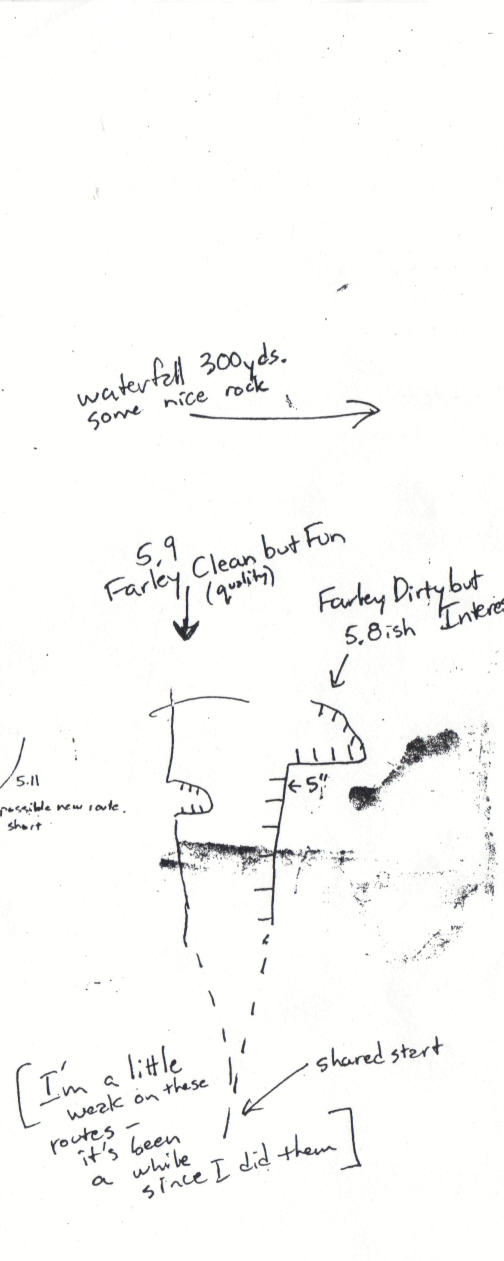 waterfall 300yds.
some nice rock
5.9
Farley Clean but Fun
(quality)
Farley Dirty but
5.8ish Interes
5.11
possible new route.
short
5"
shared start
[I'm a little
weak on these
routes -
it's been
a while
since I did them]